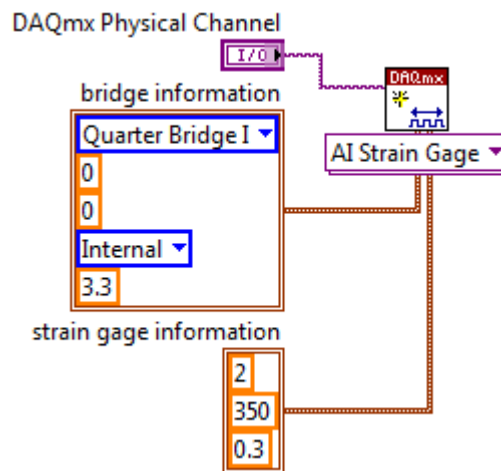 DAQmx Physical Channel
I/O
DAQmx
bridge information
Quarter Bridge I
AI Strain Gage
0
0
Internal
3.3
strain gage information
2
350
0.3